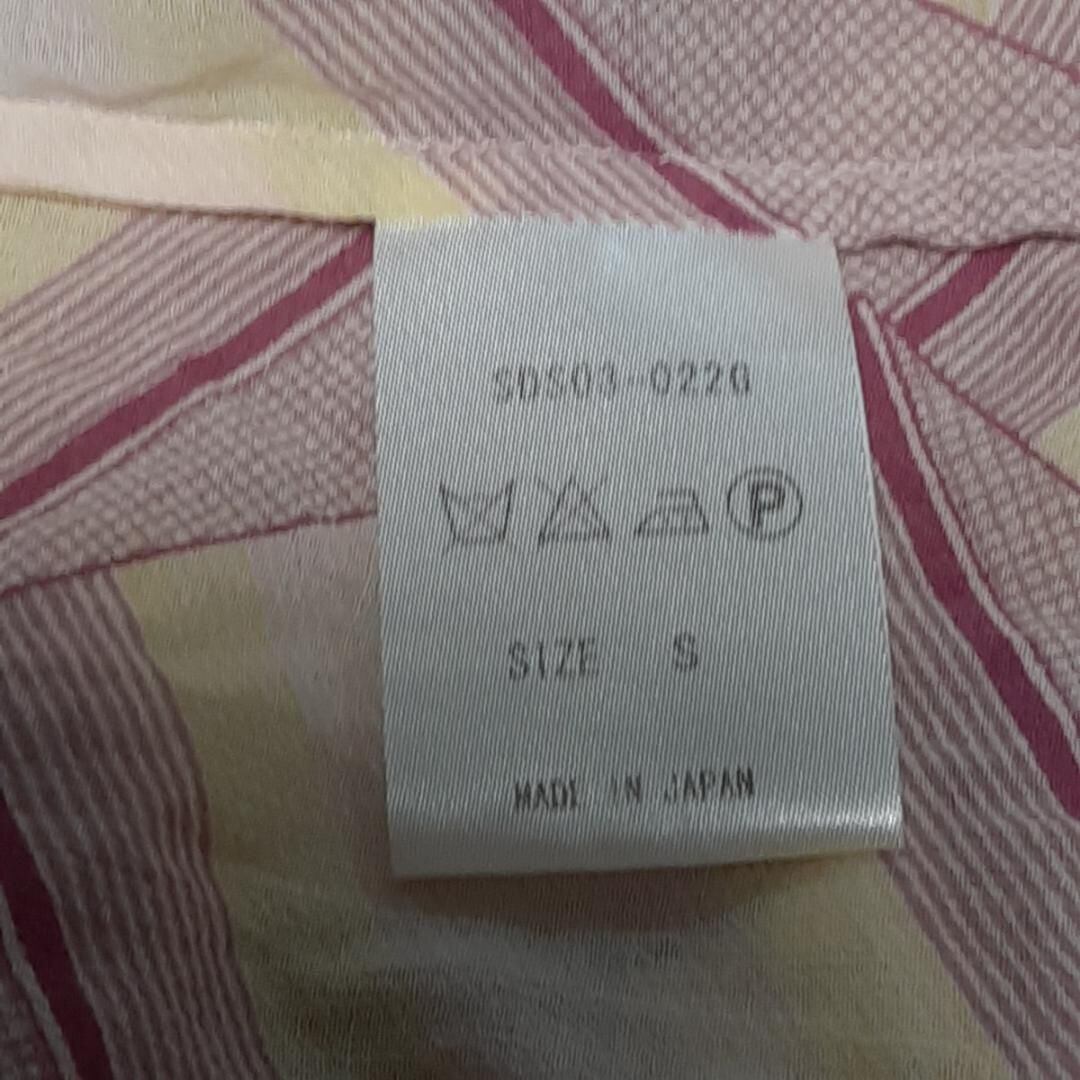 SDS03-0220
P
SIZE S
MADE IN JAPAN